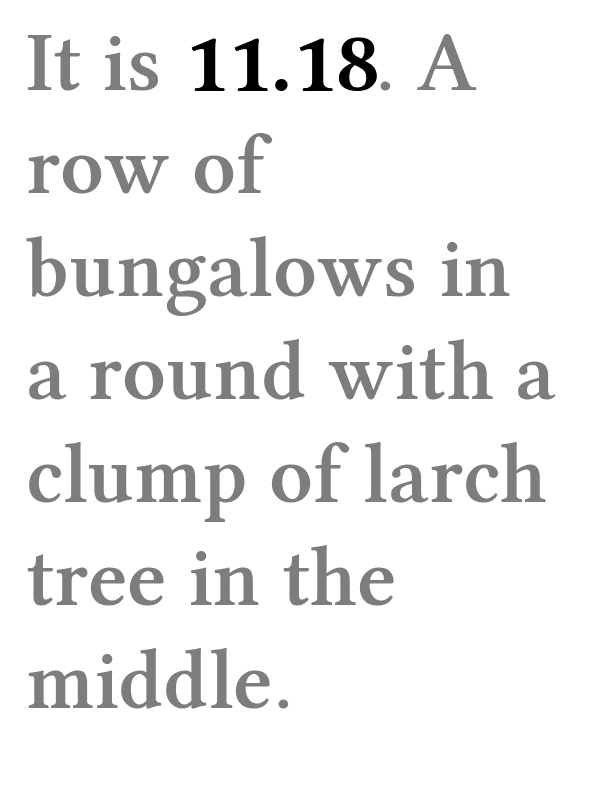 It is 11.18. A
row of
bungalows in
a round with a
clump of larch
tree in the
middle.